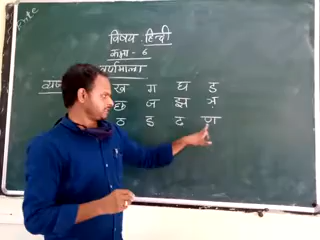 विषय - हिन्दी
कक्षा - 6
वर्णमाला
ख ग घ ड
छ ज झ ञ
ठ ड ढ ण